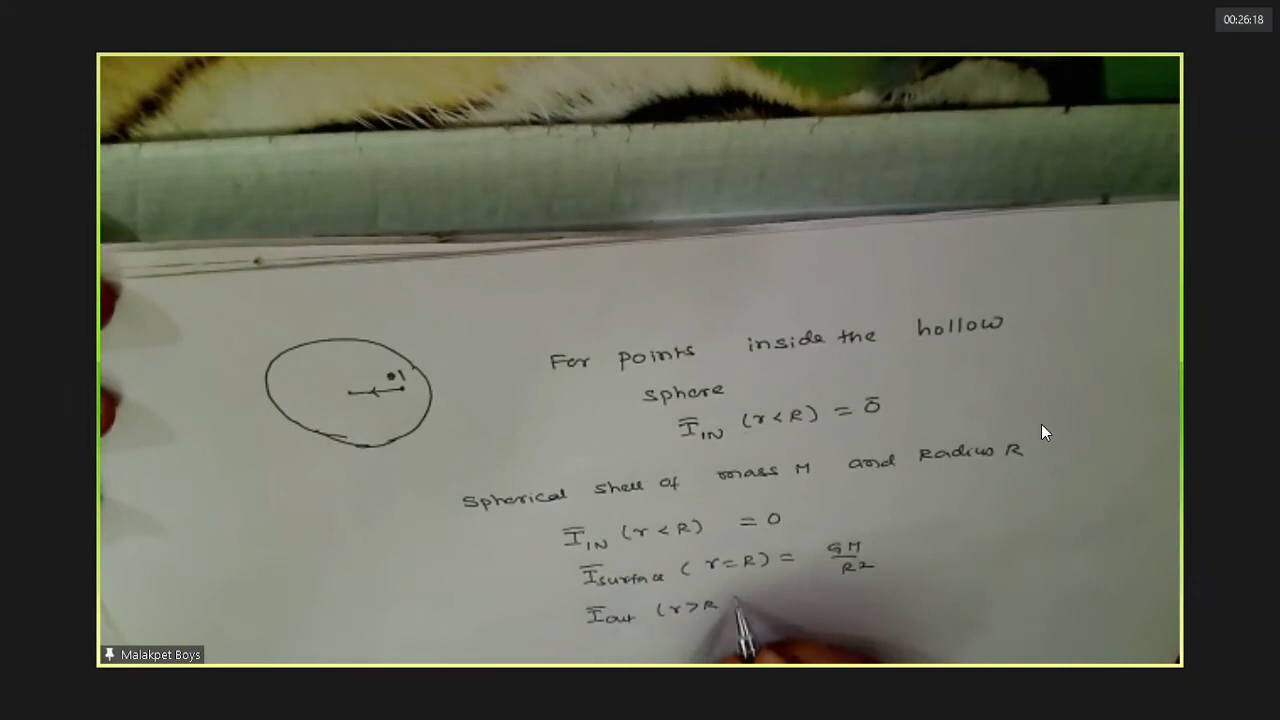 00:26:18
For points inside the hollow
sphere
I̅IN (r < R) = 0̅
Spherical shell of mass M and Radius R
I̅IN (r < R) = 0
I̅surface (r = R) = GM/R2
I̅out (r > R
Malakpet Boys